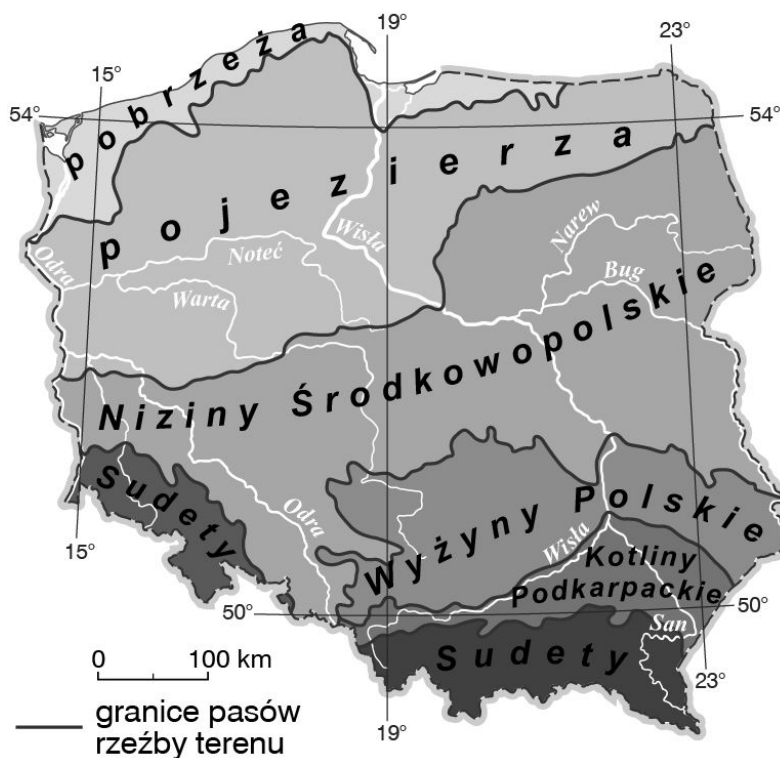 19°
23°
15°
54°
54°
pobrzeża
pojezierza
Wisła
Narew
Odra
Noteć
Bug
Warta
Niziny Środkowopolskie
Sudety
Odra
Wyżyny Polskie
Wisła
Kotliny
Podkarpackie
15°
50°
50°
San
Sudety
0 100 km
23°
19°
granice pasów
rzeźby terenu